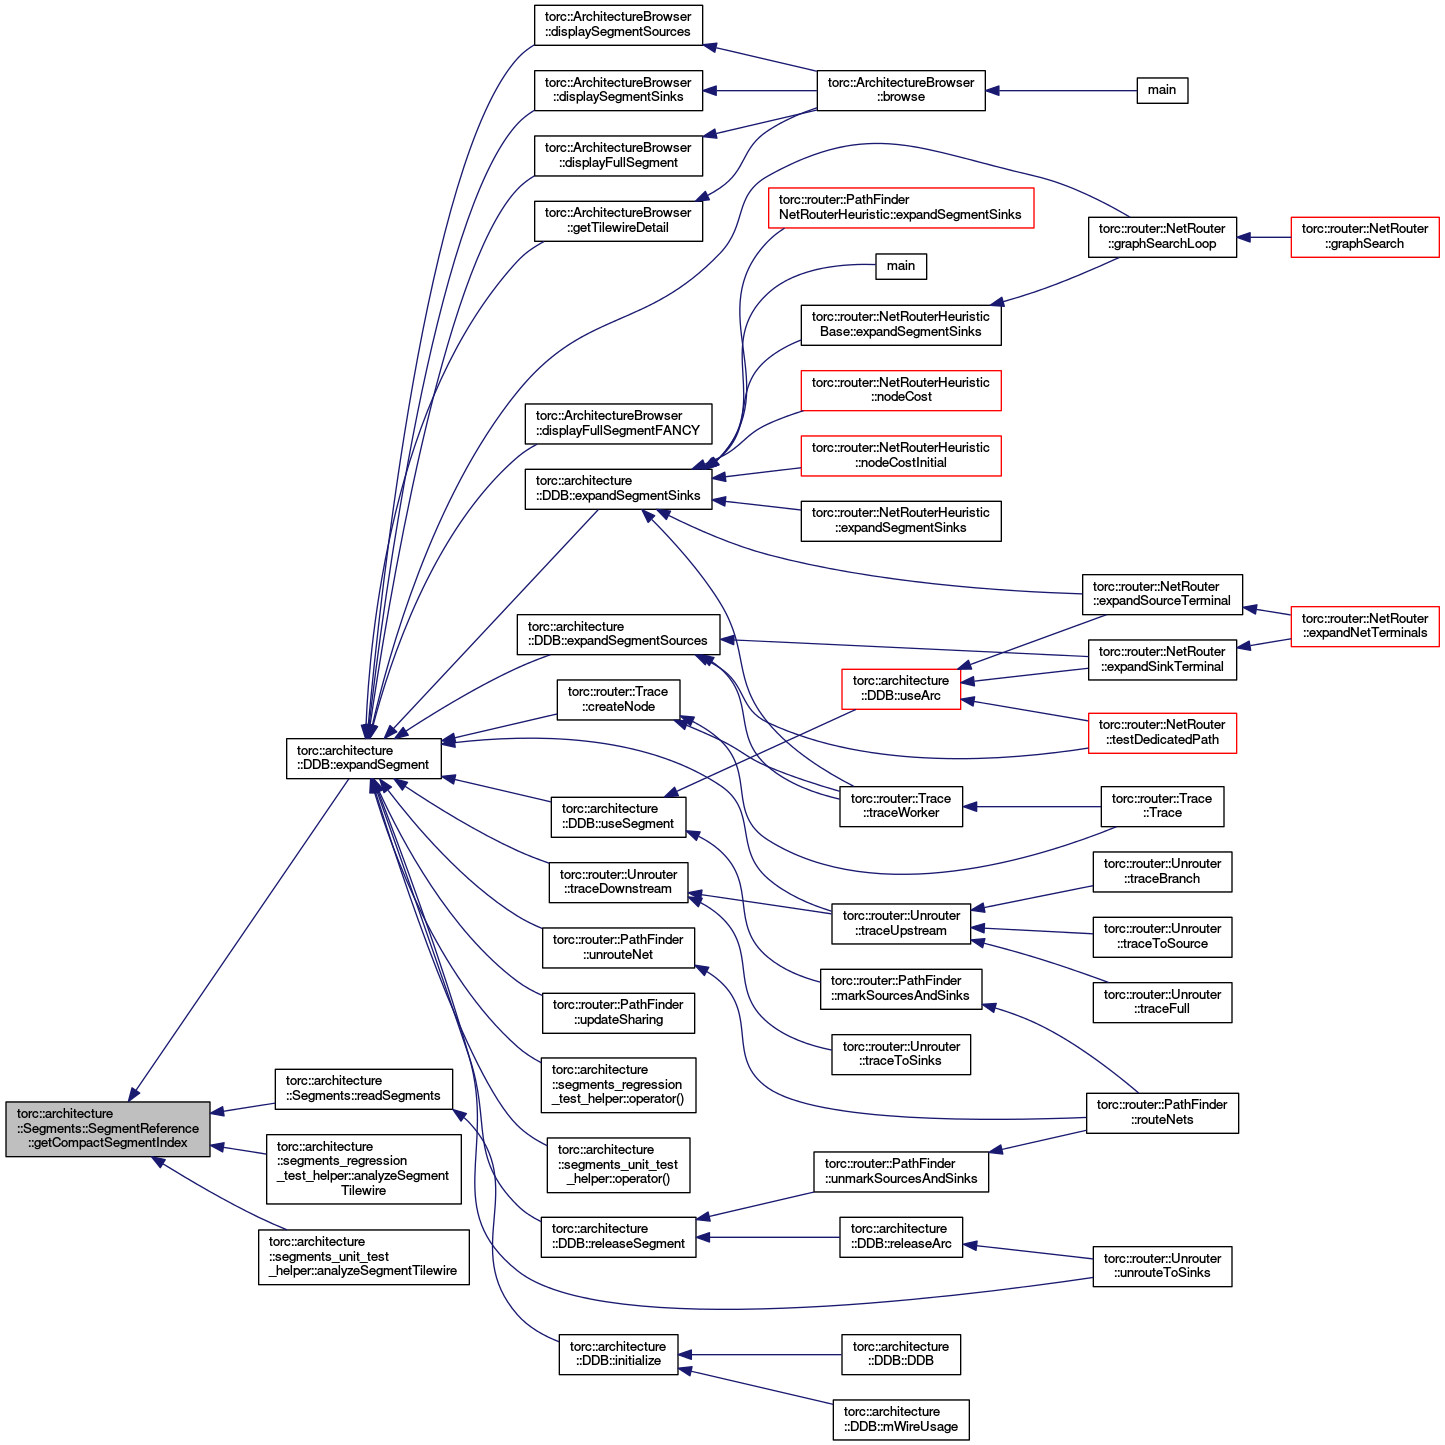 torc::ArchitectureBrowser
::displaySegmentSources
torc::ArchitectureBrowser
::displaySegmentSinks
torc::ArchitectureBrowser
::browse
main
torc::ArchitectureBrowser
::displayFullSegment
torc::ArchitectureBrowser
::getTilewireDetail
torc::router::PathFinder
NetRouterHeuristic::expandSegmentSinks
torc::router::NetRouter
::graphSearchLoop
torc::router::NetRouter
::graphSearch
main
torc::router::NetRouterHeuristic
Base::expandSegmentSinks
torc::router::NetRouterHeuristic
::nodeCost
torc::ArchitectureBrowser
::displayFullSegmentFANCY
torc::router::NetRouterHeuristic
::nodeCostInitial
torc::architecture
::DDB::expandSegmentSinks
torc::router::NetRouterHeuristic
::expandSegmentSinks
torc::router::NetRouter
::expandSourceTerminal
torc::router::NetRouter
::expandNetTerminals
torc::architecture
::DDB::expandSegmentSources
torc::router::NetRouter
::expandSinkTerminal
torc::architecture
::DDB::useArc
torc::router::Trace
::createNode
torc::router::NetRouter
::testDedicatedPath
torc::architecture
::DDB::expandSegment
torc::router::Trace
::traceWorker
torc::router::Trace
::Trace
torc::architecture
::DDB::useSegment
torc::router::Unrouter
::traceDownstream
torc::router::Unrouter
::traceBranch
torc::router::Unrouter
::traceUpstream
torc::router::Unrouter
::traceToSource
torc::router::PathFinder
::unrouteNet
torc::router::PathFinder
::markSourcesAndSinks
torc::router::Unrouter
::traceFull
torc::router::PathFinder
::updateSharing
torc::router::Unrouter
::traceToSinks
torc::architecture
::segments_regression
_test_helper::operator()
torc::architecture
::Segments::readSegments
torc::router::PathFinder
::routeNets
torc::architecture
::Segments::SegmentReference
::getCompactSegmentIndex
torc::architecture
::segments_regression
_test_helper::analyzeSegment
Tilewire
torc::architecture
::segments_unit_test
_helper::operator()
torc::router::PathFinder
::unmarkSourcesAndSinks
torc::architecture
::segments_unit_test
_helper::analyzeSegmentTilewire
torc::architecture
::DDB::releaseSegment
torc::architecture
::DDB::releaseArc
torc::router::Unrouter
::unrouteToSinks
torc::architecture
::DDB::initialize
torc::architecture
::DDB::DDB
torc::architecture
::DDB::mWireUsage